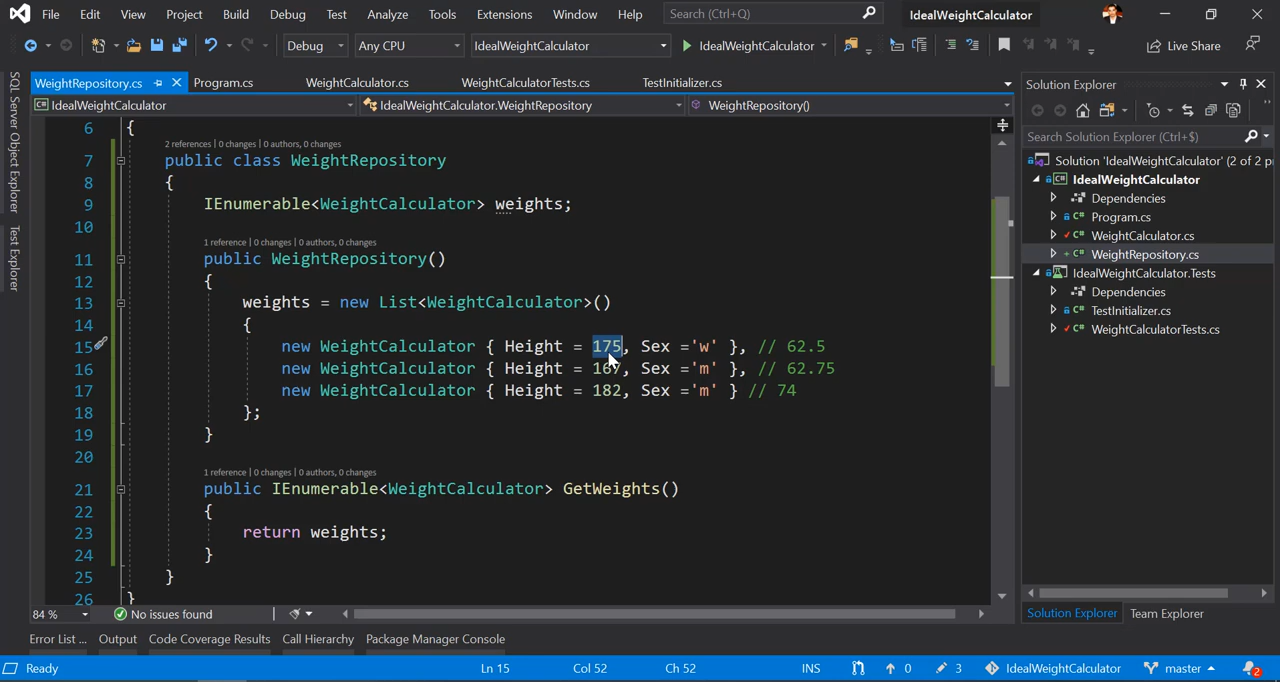 File Edit View Project Build Debug Test Analyze Tools Extensions Window Help Search (Ctrl+Q) IdealWeightCalculator
Debug Any CPU IdealWeightCalculator IdealWeightCalculator Live Share
SQL Server Object Explorer
Test Explorer
WeightRepository.cs Program.cs WeightCalculator.cs WeightCalculatorTests.cs TestInitializer.cs
IdealWeightCalculator IdealWeightCalculator.WeightRepository WeightRepository()
6 {
2 references | 0 changes | 0 authors, 0 changes
7 public class WeightRepository
8 {
9 IEnumerable<WeightCalculator> weights;
10
1 reference | 0 changes | 0 authors, 0 changes
11 public WeightRepository()
12 {
13 weights = new List<WeightCalculator>()
14 {
15 new WeightCalculator { Height = 175, Sex ='w' }, // 62.5
16 new WeightCalculator { Height = 167, Sex ='m' }, // 62.75
17 new WeightCalculator { Height = 182, Sex ='m' } // 74
18 };
19 }
20
1 reference | 0 changes | 0 authors, 0 changes
21 public IEnumerable<WeightCalculator> GetWeights()
22 {
23 return weights;
24 }
25 }
26 }
84 % No issues found
Solution Explorer
Search Solution Explorer (Ctrl+$)
Solution 'IdealWeightCalculator' (2 of 2 p
IdealWeightCalculator
Dependencies
C# Program.cs
C# WeightCalculator.cs
C# WeightRepository.cs
IdealWeightCalculator.Tests
Dependencies
C# TestInitializer.cs
C# WeightCalculatorTests.cs
Solution Explorer Team Explorer
Error List ... Output Code Coverage Results Call Hierarchy Package Manager Console
Ready Ln 15 Col 52 Ch 52 INS 0 3 IdealWeightCalculator master 2